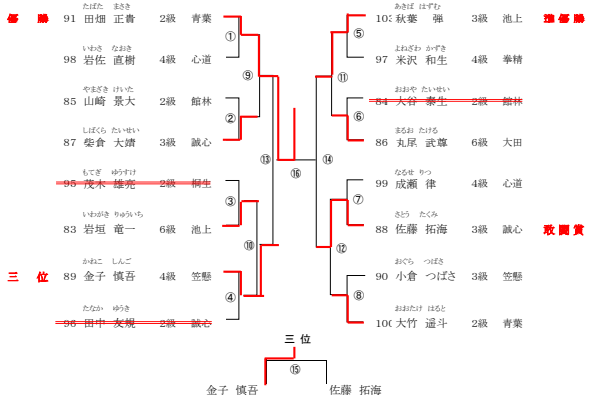 たばた まさき
優 勝 91 田畑 正貴 2級 青葉
①
いわさ なおき
98 岩佐 直樹 4級 心道
⑨
やまざき けいた
85 山崎 景大 2級 館林
②
しばくら たいせい
87 柴倉 大靖 3級 誠心
⑬
もてぎ ゆうすけ
95 茂木 雄亮 2級 桐生
③
いわがき りゅういち
83 岩垣 竜一 6級 池上
⑩
かねこ しんご
三 位 89 金子 慎吾 4級 笠懸
④
たなか ゆうき
96 田中 友規 2級 誠心
⑯
あきば はずむ
103 秋葉 弾 3級 池上 準優勝
⑤
よねざわ かずき
97 米沢 和生 4級 拳精
⑪
おおや たいせい
84 大谷 泰生 2級 館林
⑥
まるお たける
86 丸尾 武尊 6級 大田
⑭
なるせ りつ
99 成瀬 律 4級 心道
⑦
さとう たくみ
88 佐藤 拓海 3級 誠心 敢闘賞
⑫
おぐら つばさ
90 小倉 つばさ 3級 笠懸
⑧
おおたけ はると
100 大竹 遥斗 2級 青葉
三 位
⑮
金子 慎吾 佐藤 拓海